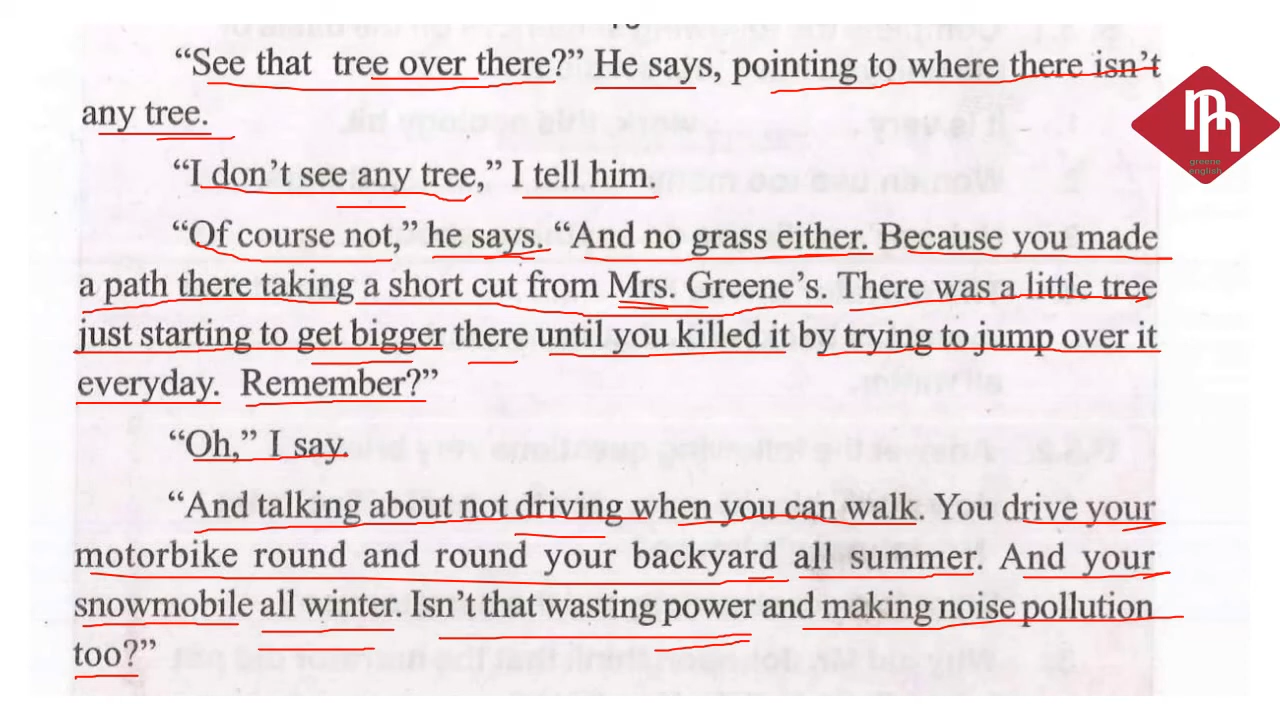 "See that tree over there?" He says, pointing to where there isn't
any tree.
"I don't see any tree," I tell him.
"Of course not," he says. "And no grass either. Because you made
a path there taking a short cut from Mrs. Greene's. There was a little tree
just starting to get bigger there until you killed it by trying to jump over it
everyday. Remember?"
"Oh," I say.
"And talking about not driving when you can walk. You drive your
motorbike round and round your backyard all summer. And your
snowmobile all winter. Isn't that wasting power and making noise pollution
too?"
greene
english